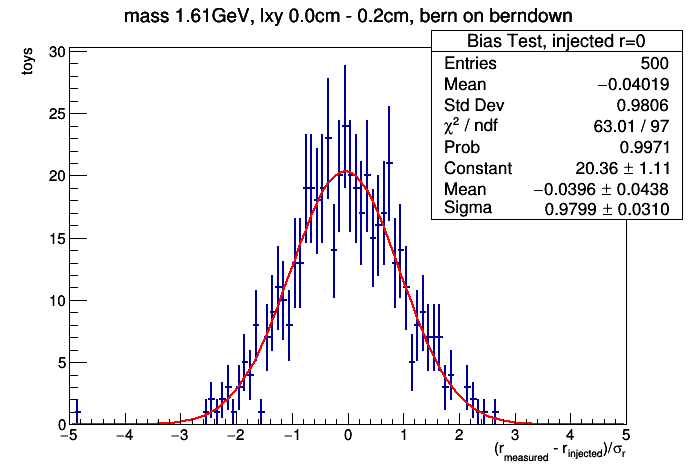 mass 1.61GeV, lxy 0.0cm - 0.2cm, bern on berndown
toys
Bias Test, injected r=0
Entries 500
Mean −0.04019
Std Dev 0.9806
χ² / ndf 63.01 / 97
Prob 0.9971
Constant 20.36 ± 1.11
Mean −0.0396 ± 0.0438
Sigma 0.9799 ± 0.0310
30
25
20
15
10
5
0
−5 −4 −3 −2 −1 0 1 2 3 4 5
(r_measured - r_injected)/σ_r